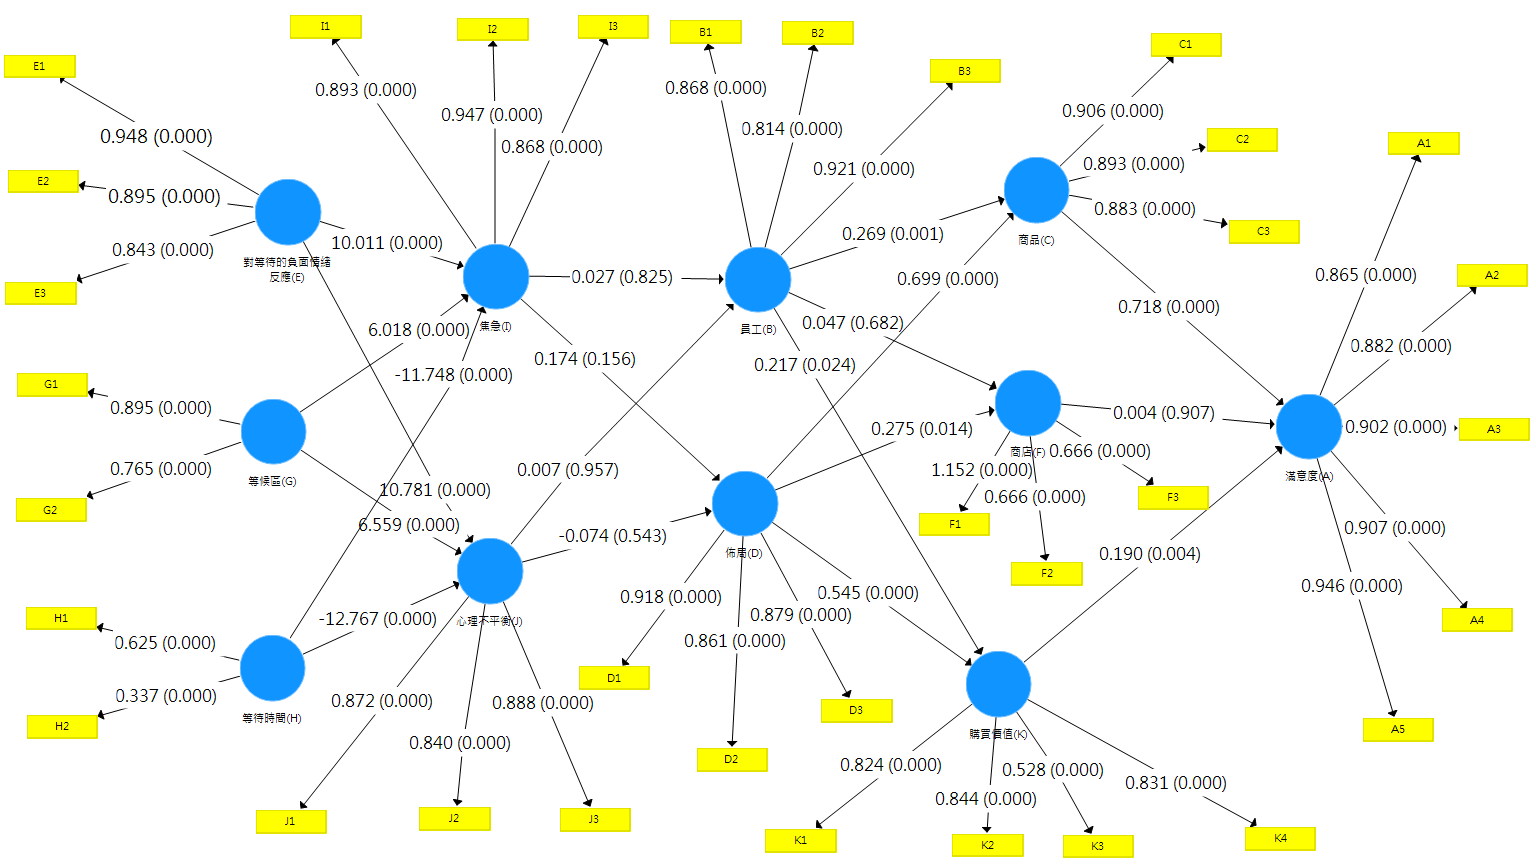 I1
I2
I3
B1
B2
C1
E1
B3
0.893 (0.000)
0.947 (0.000)
0.868 (0.000)
0.868 (0.000)
0.814 (0.000)
0.906 (0.000)
0.948 (0.000)
0.868 (0.000)
C2
A1
E2
0.895 (0.000)
0.921 (0.000)
0.893 (0.000)
0.883 (0.000)
C3
0.843 (0.000)
10.011 (0.000)
0.269 (0.001)
商品(C)
對等待的負面情緒
反應(E)
E3
0.027 (0.825)
0.699 (0.000)
0.865 (0.000)
A2
6.018 (0.000)
焦急(I)
員工(B)
0.047 (0.682)
0.718 (0.000)
0.174 (0.156)
0.217 (0.024)
0.882 (0.000)
-11.748 (0.000)
G1
0.895 (0.000)
0.004 (0.907)
0.275 (0.014)
0.902 (0.000)
A3
0.765 (0.000)
等候區(G)
0.007 (0.957)
商店(F)
0.666 (0.000)
1.152 (0.000)
滿意度(A)
10.781 (0.000)
0.666 (0.000)
F3
G2
6.559 (0.000)
-0.074 (0.543)
F1
0.907 (0.000)
佈局(D)
0.190 (0.004)
F2
0.946 (0.000)
H1
-12.767 (0.000)
心理不平衡(J)
0.918 (0.000)
0.545 (0.000)
0.879 (0.000)
A4
0.625 (0.000)
0.861 (0.000)
0.337 (0.000)
D1
0.872 (0.000)
0.888 (0.000)
D3
等待時間(H)
H2
購買價值(K)
A5
0.840 (0.000)
D2
0.824 (0.000)
0.528 (0.000)
0.831 (0.000)
0.844 (0.000)
J1
J2
J3
K1
K2
K3
K4